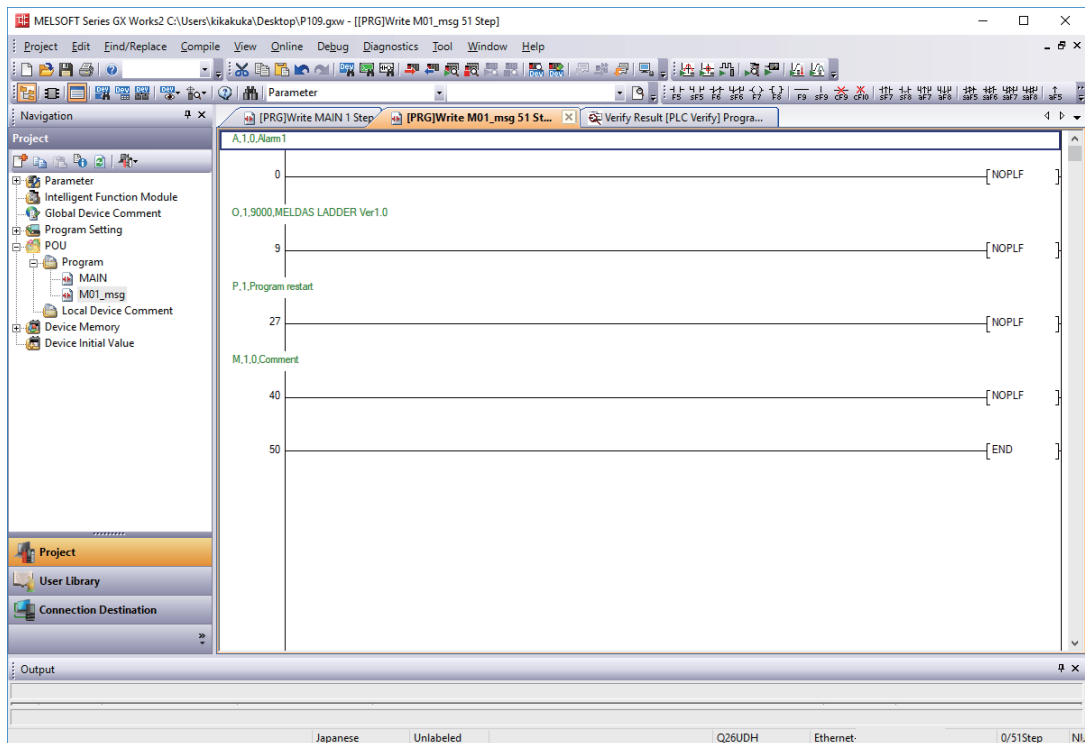 MELSOFT Series GX Works2 C:\Users\kikakuka\Desktop\P109.gxw - [[PRG]Write M01_msg 51 Step]
Project Edit Find/Replace Compile View Online Debug Diagnostics Tool Window Help
Parameter
Navigation
[PRG]Write MAIN 1 Step
[PRG]Write M01_msg 51 St...
Verify Result [PLC Verify] Progra...
Project
Parameter
Intelligent Function Module
Global Device Comment
Program Setting
POU
Program
MAIN
M01_msg
Local Device Comment
Device Memory
Device Initial Value
Project
User Library
Connection Destination
A,1,0,Alarm1
0 NOPLF
O,1,9000,MELDAS LADDER Ver1.0
9 NOPLF
P,1,Program restart
27 NOPLF
M,1,0,Comment
40 NOPLF
50 END
Output
Japanese Unlabeled Q26UDH Ethernet 0/51Step